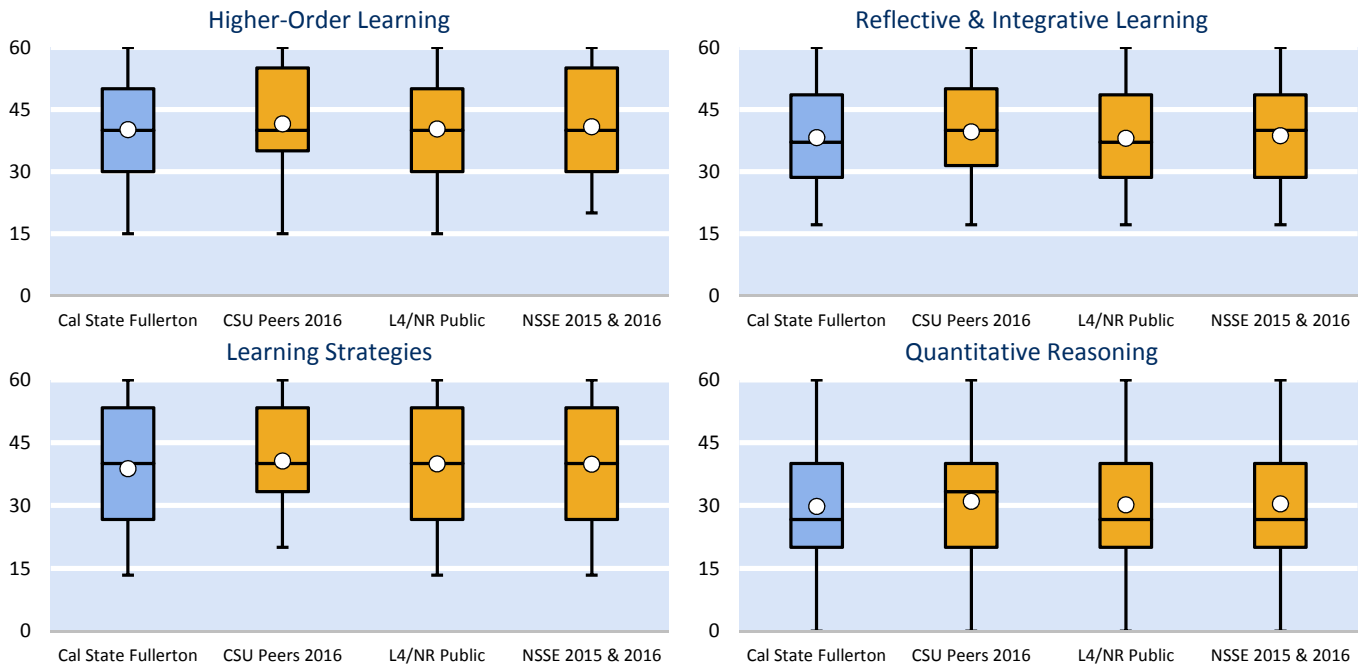 Higher-Order Learning
60
45
30
15
0
Cal State Fullerton CSU Peers 2016 L4/NR Public NSSE 2015 & 2016
Reflective & Integrative Learning
60
45
30
15
0
Cal State Fullerton CSU Peers 2016 L4/NR Public NSSE 2015 & 2016
Learning Strategies
60
45
30
15
0
Cal State Fullerton CSU Peers 2016 L4/NR Public NSSE 2015 & 2016
Quantitative Reasoning
60
45
30
15
0
Cal State Fullerton CSU Peers 2016 L4/NR Public NSSE 2015 & 2016